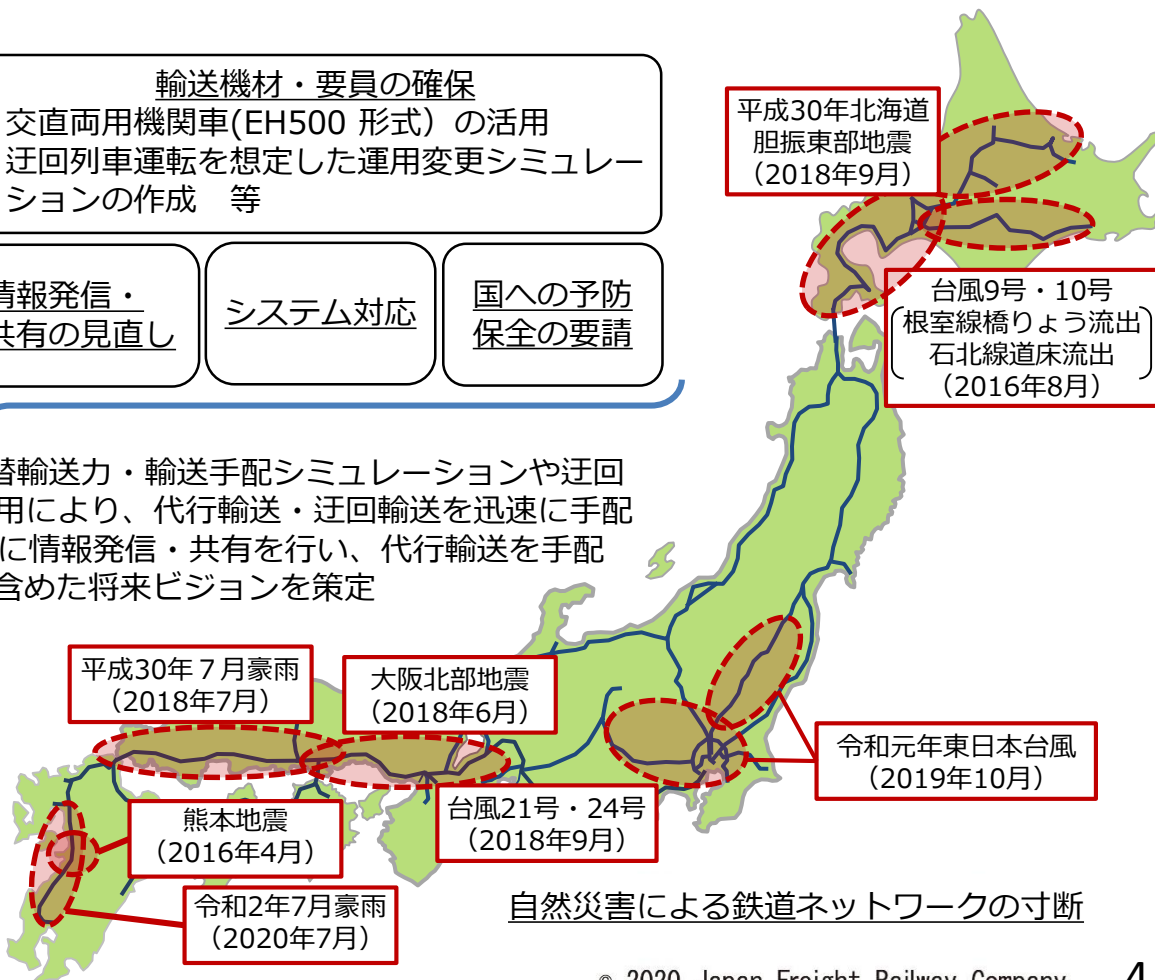 輸送機材・要員の確保
交直両用機関車(EH500 形式）の活用
迂回列車運転を想定した運用変更シミュレー
ションの作成　等
情報発信・
共有の見直し
システム対応
国への予防
保全の要請
替輸送力・輸送手配シミュレーションや迂回
用により、代行輸送・迂回輸送を迅速に手配
に情報発信・共有を行い、代行輸送を手配
含めた将来ビジョンを策定
平成30年北海道
胆振東部地震
（2018年9月）
台風9号・10号
根室線橋りょう流出
石北線道床流出
（2016年8月）
平成30年７月豪雨
（2018年7月）
大阪北部地震
（2018年6月）
令和元年東日本台風
（2019年10月）
台風21号・24号
（2018年9月）
熊本地震
（2016年4月）
令和2年7月豪雨
（2020年7月）
自然災害による鉄道ネットワークの寸断
© 2020 Japan Freight Railway Company
4